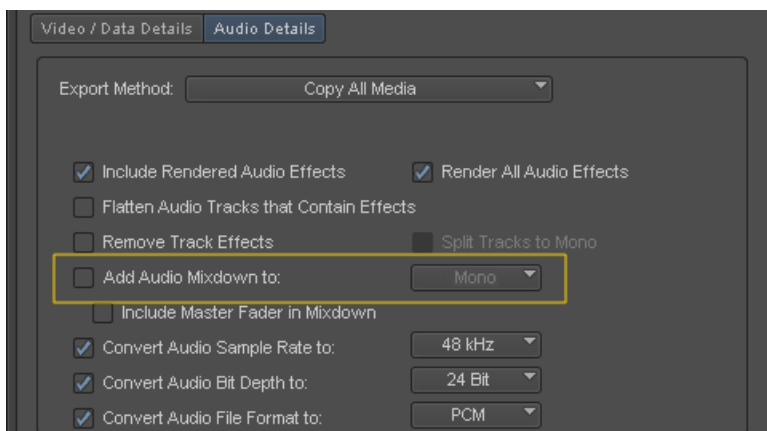 Video / Data Details Audio Details
Export Method: Copy All Media
Include Rendered Audio Effects Render All Audio Effects
Flatten Audio Tracks that Contain Effects
Remove Track Effects Split Tracks to Mono
Add Audio Mixdown to: Mono
Include Master Fader in Mixdown
Convert Audio Sample Rate to: 48 kHz
Convert Audio Bit Depth to: 24 Bit
Convert Audio File Format to: PCM